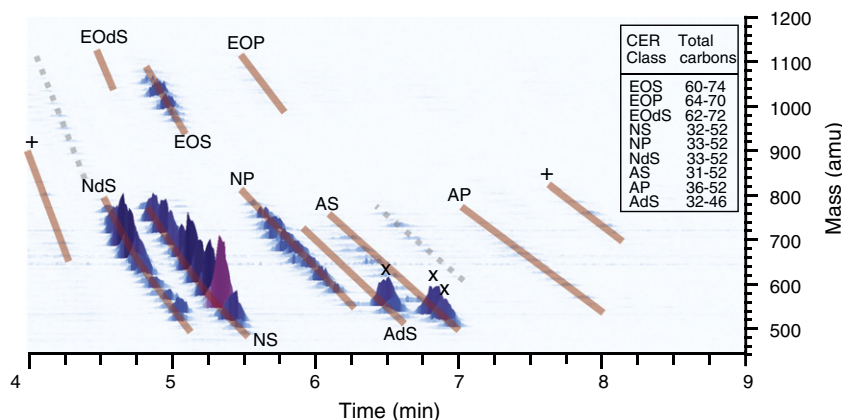 EOdS
EOP
EOS
+
NdS
NP
AS
AP
+
x
x
x
AdS
NS
CER Total
Class carbons
EOS 60-74
EOP 64-70
EOdS 62-72
NS 32-52
NP 33-52
NdS 33-52
AS 31-52
AP 36-52
AdS 32-46
1200
1000
900
800
700
600
500
Mass (amu)
4 5 6 7 8 9
Time (min)